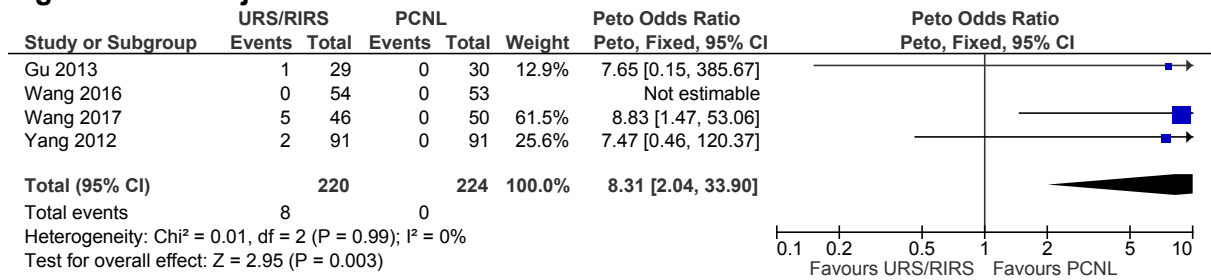 URS/RIRS PCNL Peto Odds Ratio Peto Odds Ratio
Study or Subgroup Events Total Events Total Weight Peto, Fixed, 95% CI Peto, Fixed, 95% CI
Gu 2013 1 29 0 30 12.9% 7.65 [0.15, 385.67]
Wang 2016 0 54 0 53 Not estimable
Wang 2017 5 46 0 50 61.5% 8.83 [1.47, 53.06]
Yang 2012 2 91 0 91 25.6% 7.47 [0.46, 120.37]
Total (95% CI) 220 224 100.0% 8.31 [2.04, 33.90]
Total events 8 0
Heterogeneity: Chi² = 0.01, df = 2 (P = 0.99); I² = 0%
Test for overall effect: Z = 2.95 (P = 0.003)
0.1 0.2 0.5 1 2 5 10
Favours URS/RIRS Favours PCNL